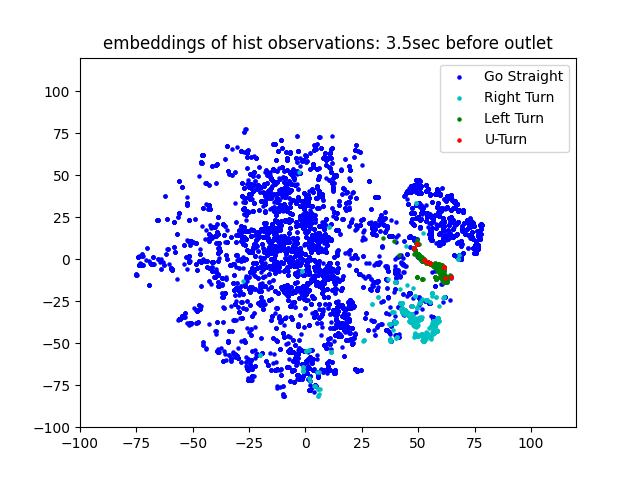 embeddings of hist observations: 3.5sec before outlet
Go Straight
Right Turn
Left Turn
U-Turn
100
75
50
25
0
−25
−50
−75
−100
−100 −75 −50 −25 0 25 50 75 100